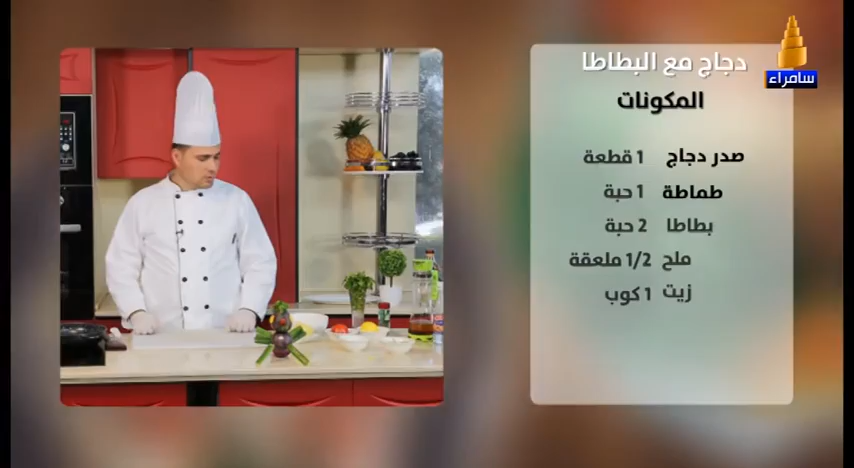 دجاج مع البطاطا
سامراء
المكونات
صدر دجاج 1 قطعة
طماطة 1 حبة
بطاطا 2 حبة
ملح 1/2 ملعقة
زيت 1 كوب